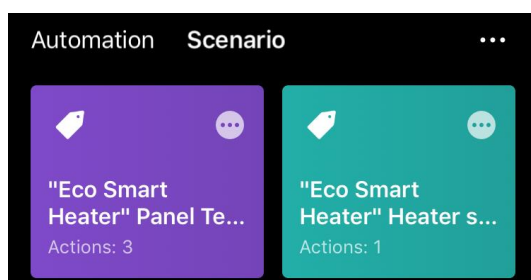 Automation Scenario
"Eco Smart
Heater" Panel Te...
Actions: 3
"Eco Smart
Heater" Heater s...
Actions: 1